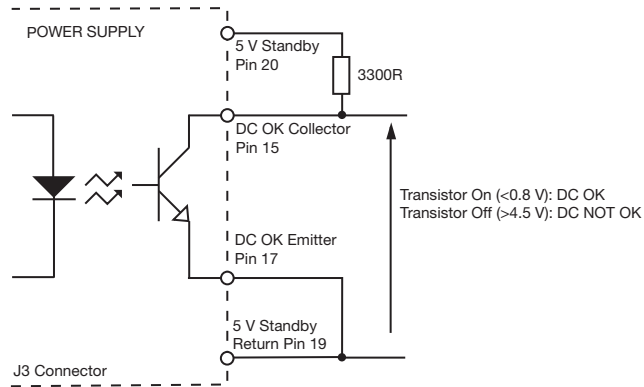 POWER SUPPLY
5 V Standby
Pin 20
3300R
DC OK Collector
Pin 15
Transistor On (<0.8 V): DC OK
Transistor Off (>4.5 V): DC NOT OK
DC OK Emitter
Pin 17
5 V Standby
Return Pin 19
J3 Connector